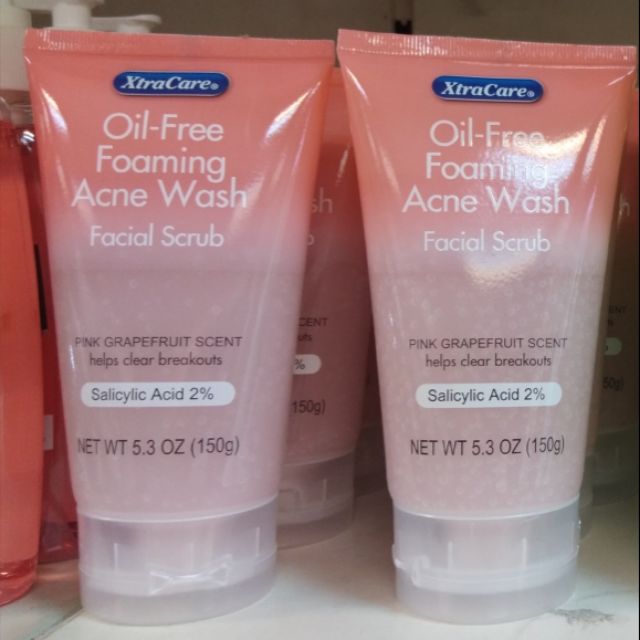 XtraCare®
Oil-Free
Foaming
Acne Wash
Facial Scrub
PINK GRAPEFRUIT SCENT
helps clear breakouts
Salicylic Acid 2%
NET WT 5.3 OZ (150g)
XtraCare®
Oil-Free
Foaming
Acne Wash
Facial Scrub
PINK GRAPEFRUIT SCENT
helps clear breakouts
Salicylic Acid 2%
NET WT 5.3 OZ (150g)